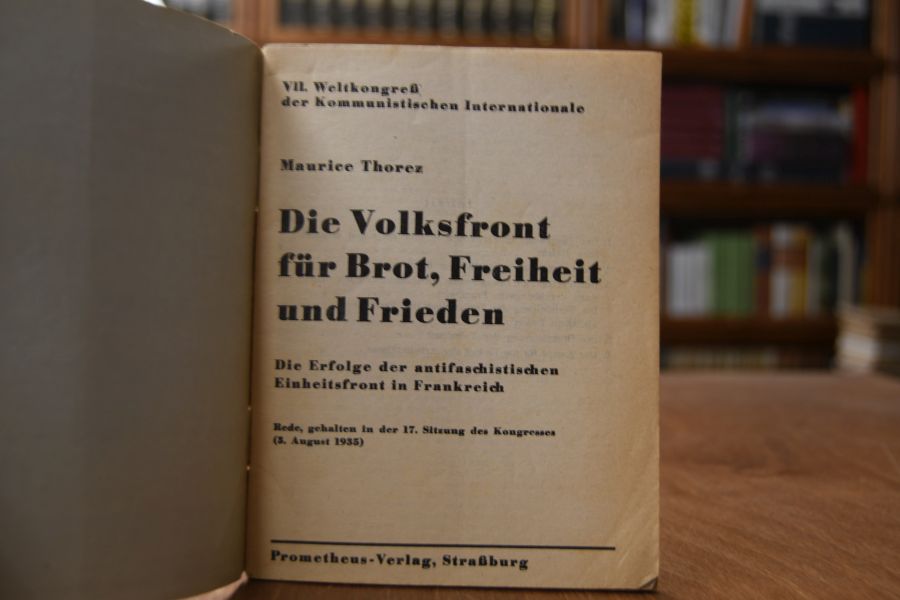 VII. Weltkongreß
der Kommunistischen Internationale
Maurice Thorez
Die Volksfront
für Brot, Freiheit
und Frieden
Die Erfolge der antifaschistischen
Einheitsfront in Frankreich
Rede, gehalten in der 17. Sitzung des Kongresses
(3. August 1935)
Prometheus-Verlag, Straßburg